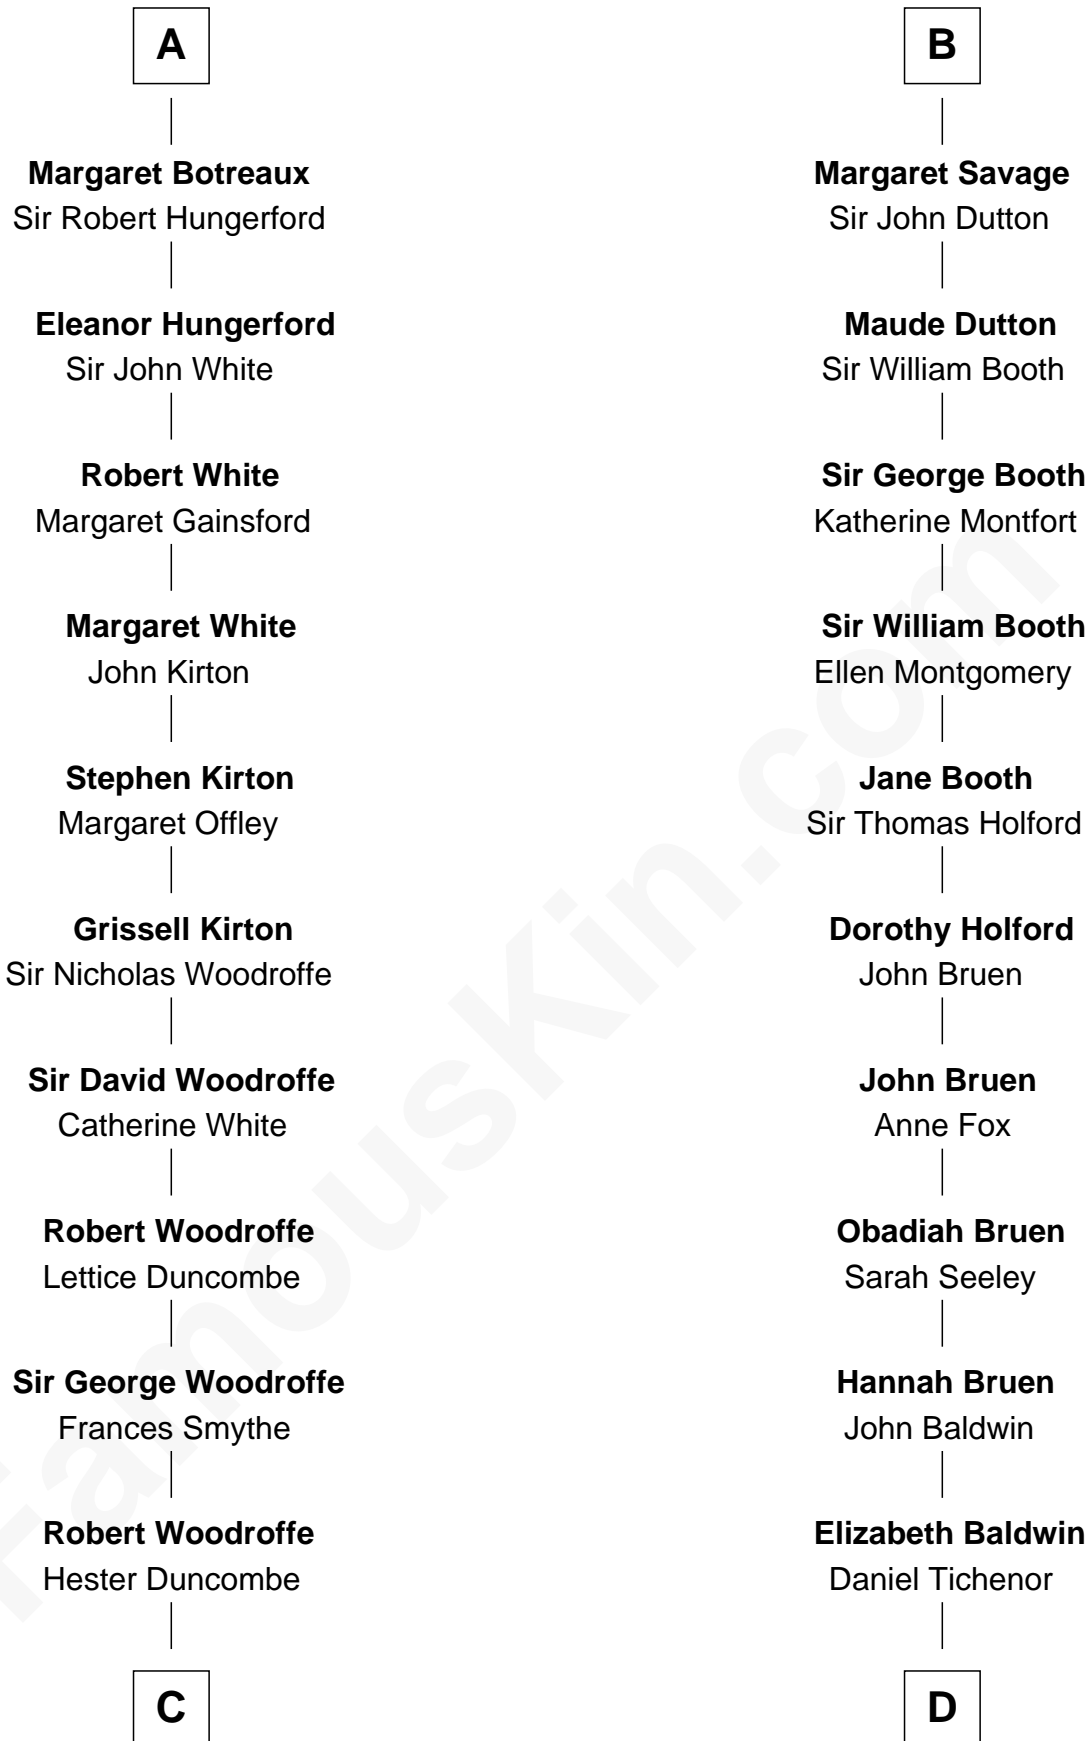 A
Margaret Botreaux
Sir Robert Hungerford
Eleanor Hungerford
Sir John White
Robert White
Margaret Gainsford
Margaret White
John Kirton
Stephen Kirton
Margaret Offley
Grissell Kirton
Sir Nicholas Woodroffe
Sir David Woodroffe
Catherine White
Robert Woodroffe
Lettice Duncombe
Sir George Woodroffe
Frances Smythe
Robert Woodroffe
Hester Duncombe
C
B
Margaret Savage
Sir John Dutton
Maude Dutton
Sir William Booth
Sir George Booth
Katherine Montfort
Sir William Booth
Ellen Montgomery
Jane Booth
Sir Thomas Holford
Dorothy Holford
John Bruen
John Bruen
Anne Fox
Obadiah Bruen
Sarah Seeley
Hannah Bruen
John Baldwin
Elizabeth Baldwin
Daniel Tichenor
D
FamousKin.com